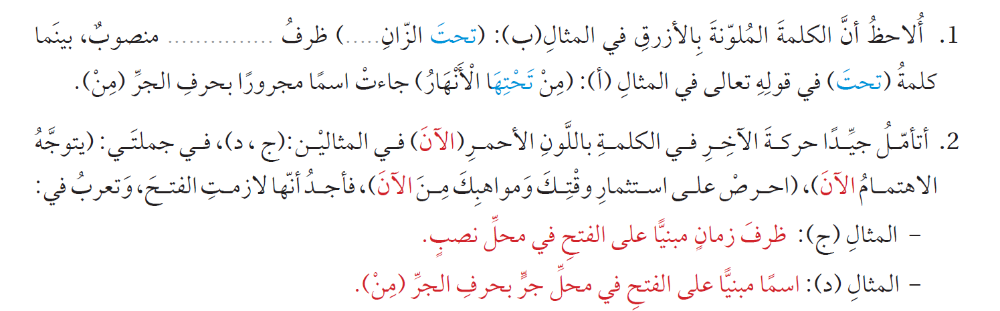 1. أُلاحظُ أنَّ الكلمةَ المُلوّنةَ بِالأزرقِ في المثالِ(ب): (تحتَ الزّانِ.....) ظرفُ ............... منصوبٌ، بينَما
كلمةُ (تحتَ) في قولِهِ تعالى في المثالِ (أ): (مِنْ تَحْتِهَا الْأَنْهَارُ) جاءتْ اسمًا مجرورًا بحرفِ الجرِّ (مِنْ).
2. أتأمّلُ جيِّدًا حركةَ الآخِرِ في الكلمةِ باللَّونِ الأحمرِ(الآنَ) في المثاليْن:(ج ، د)، في جملتَي: (يتوجَّهُ
الاهتمامُ الآنَ)، (احرصْ على استثمارِ وقْتِكَ وَمواهبِكَ مِنَ الآنَ)، فأجدُ أنّها لازمتِ الفتحَ، وَتعربُ في:
– المثالِ (ج): ظرفَ زمانٍ مبنيًّا على الفتحِ في محلِّ نصبٍ.
– المثالِ (د): اسمًا مبنيًّا على الفتحِ في محلِّ جرٍّ بحرفِ الجرِّ (مِنْ).